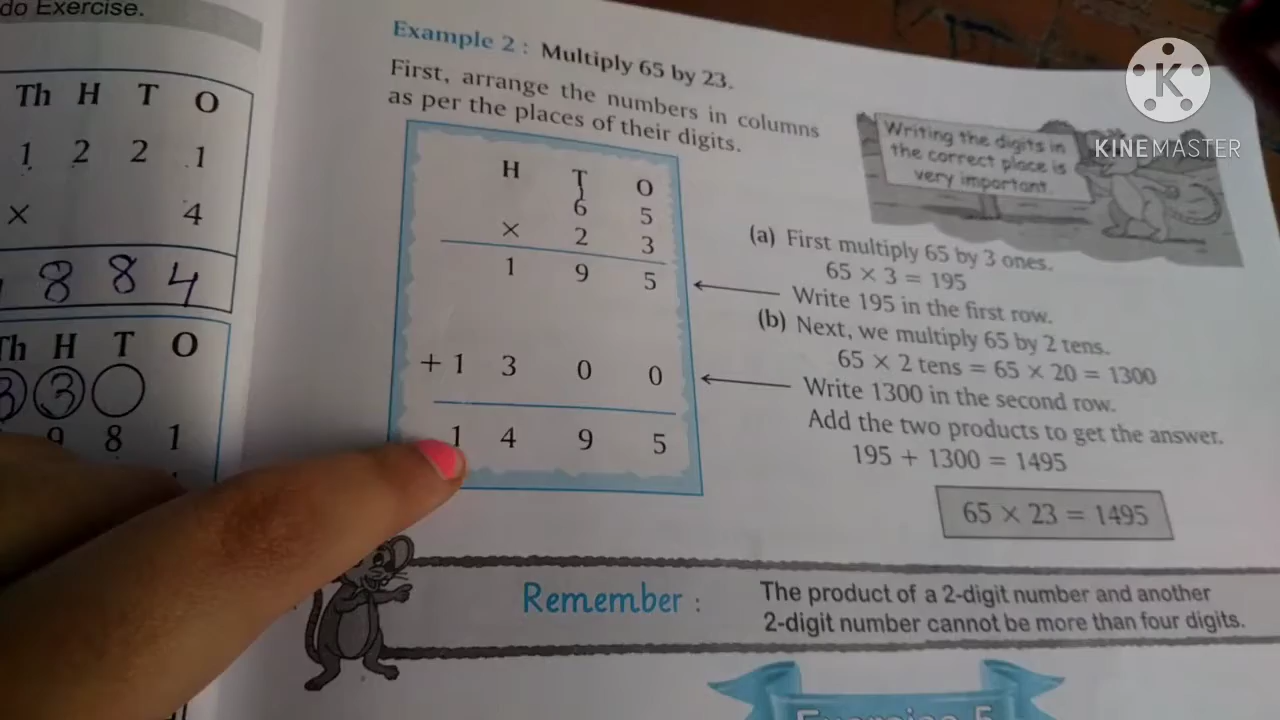 do Exercise.
Th H T O
1 2 2 1
× 4
8 8 4
Th H T O
3
9 8 1
Example 2 : Multiply 65 by 23.
First, arrange the numbers in columns
as per the places of their digits.
H T O
1
6 5
× 2 3
1 9 5
+ 1 3 0 0
1 4 9 5
Writing the digits in
the correct place is
very important.
KINEMASTER
K
(a) First multiply 65 by 3 ones.
65 × 3 = 195
Write 195 in the first row.
(b) Next, we multiply 65 by 2 tens.
65 × 2 tens = 65 × 20 = 1300
Write 1300 in the second row.
Add the two products to get the answer.
195 + 1300 = 1495
65 × 23 = 1495
Remember :
The product of a 2-digit number and another
2-digit number cannot be more than four digits.
Exercise 5